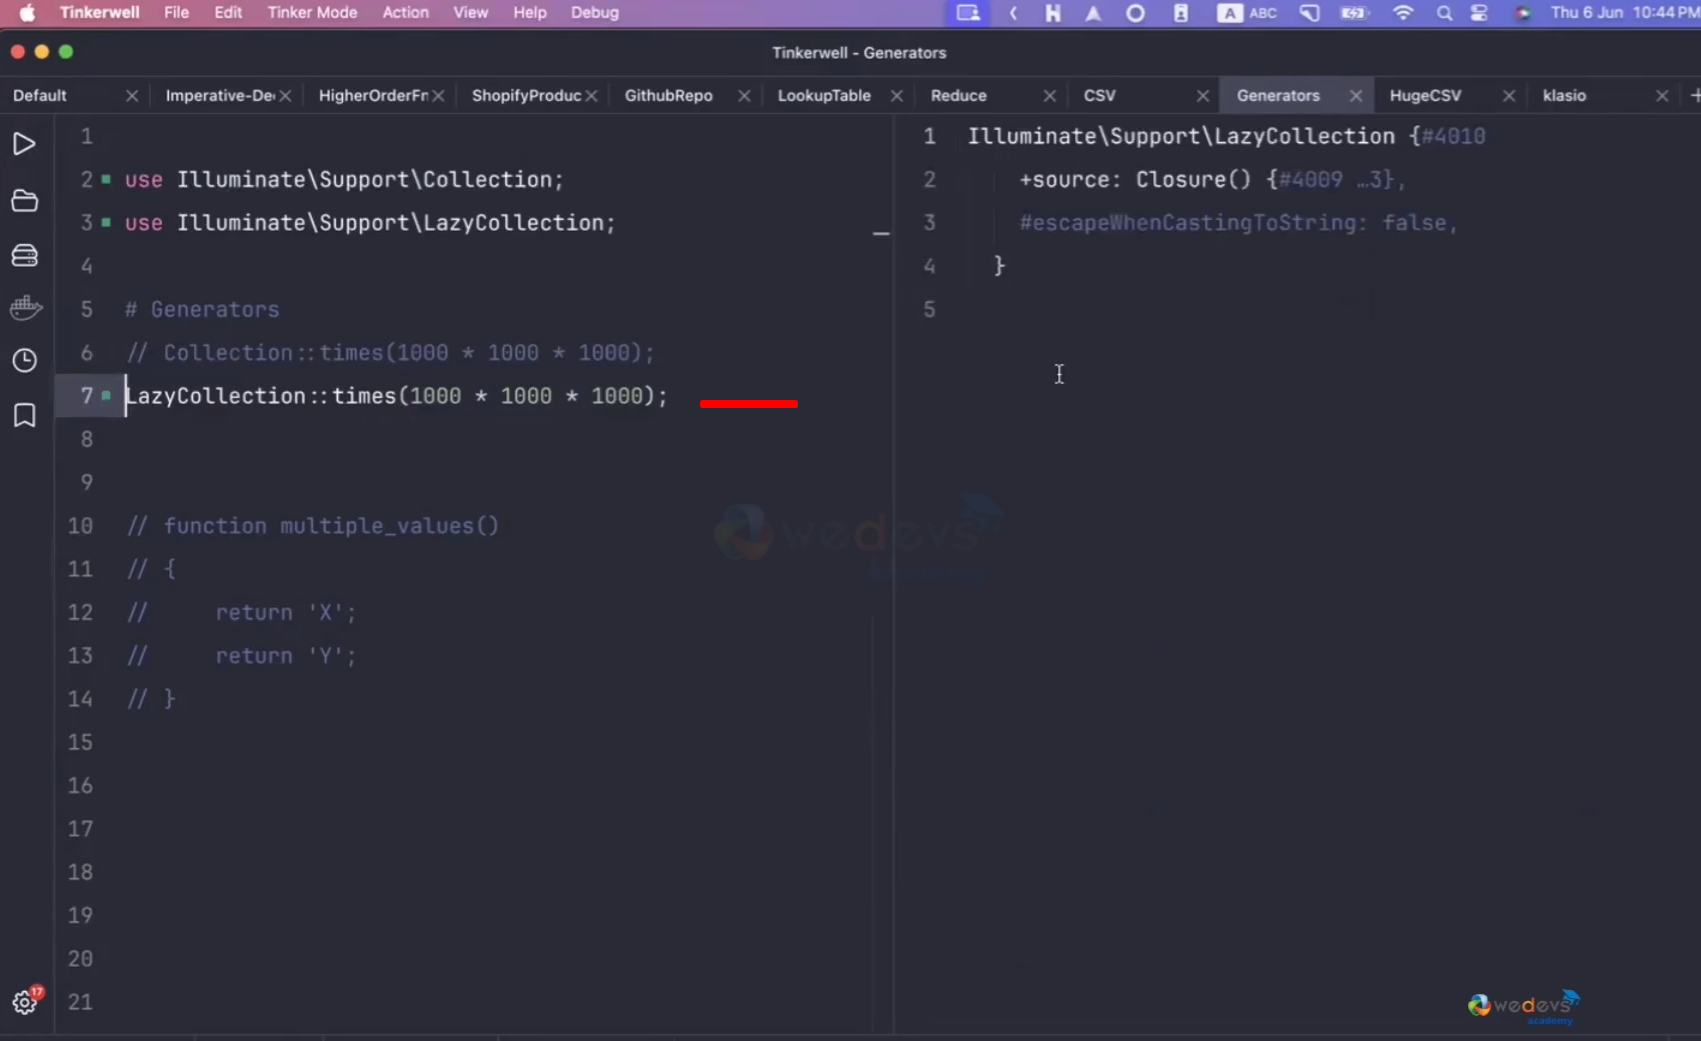 Tinkerwell File Edit Tinker Mode Action View Help Debug A ABC Thu 6 Jun 10:44 PM
Tinkerwell - Generators
Default Imperative-De HigherOrderFn ShopifyProduc GithubRepo LookupTable Reduce CSV Generators HugeCSV klasio
1
2 use Illuminate\Support\Collection;
3 use Illuminate\Support\LazyCollection;
4
5 # Generators
6 // Collection::times(1000 * 1000 * 1000);
7 LazyCollection::times(1000 * 1000 * 1000);
8
9
10 // function multiple_values()
11 // {
12 // return 'X';
13 // return 'Y';
14 // }
15
16
17
18
19
20
21
1 Illuminate\Support\LazyCollection {#4010
2 +source: Closure() {#4009 …3},
3 #escapeWhenCastingToString: false,
4 }
5
wedevs
academy
17
wedevs
academy